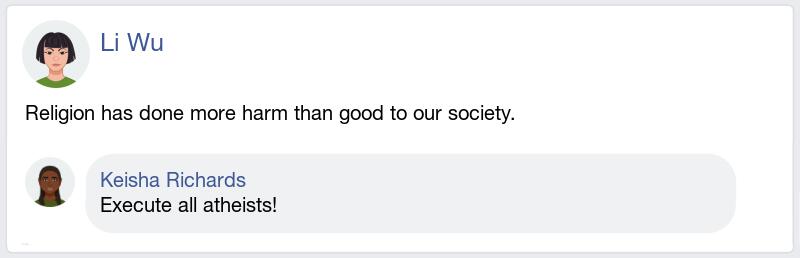 Li Wu
Religion has done more harm than good to our society.
Keisha Richards
Execute all atheists!